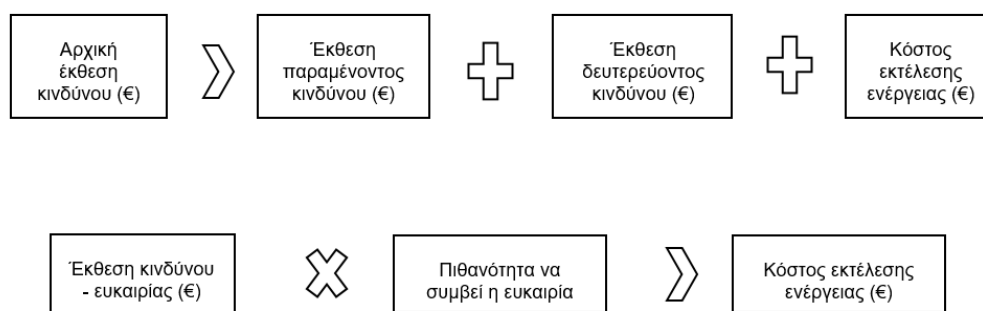 Αρχική
έκθεση
κινδύνου (€)
Έκθεση
παραμένοντος
κινδύνου (€)
Έκθεση
δευτερεύοντος
κινδύνου (€)
Κόστος
εκτέλεσης
ενέργειας (€)
Έκθεση κινδύνου
- ευκαιρίας (€)
Πιθανότητα να
συμβεί η ευκαιρία
Κόστος εκτέλεσης
ενέργειας (€)